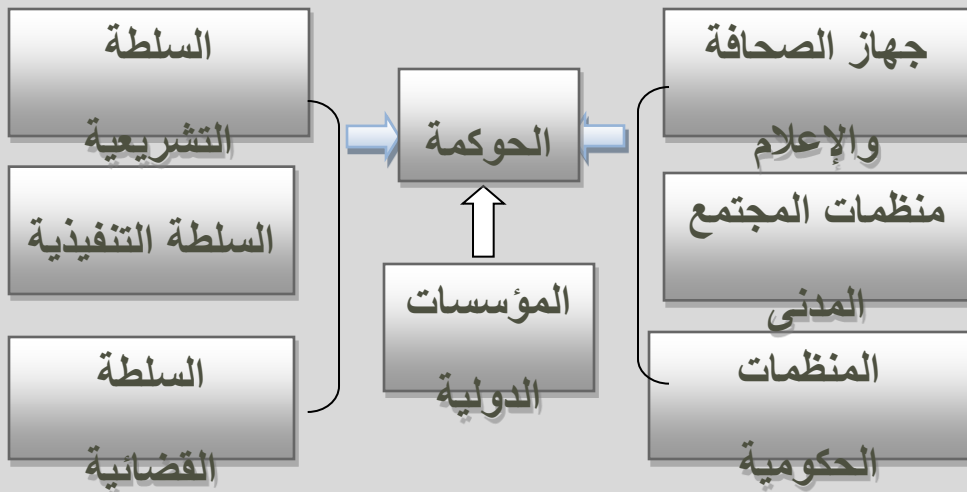 جهاز الصحافة
والإعلام
منظمات المجتمع
المدنى
المنظمات
الحكومية
الحوكمة
المؤسسات
الدولية
السلطة
التشريعية
السلطة التنفيذية
السلطة
القضائية